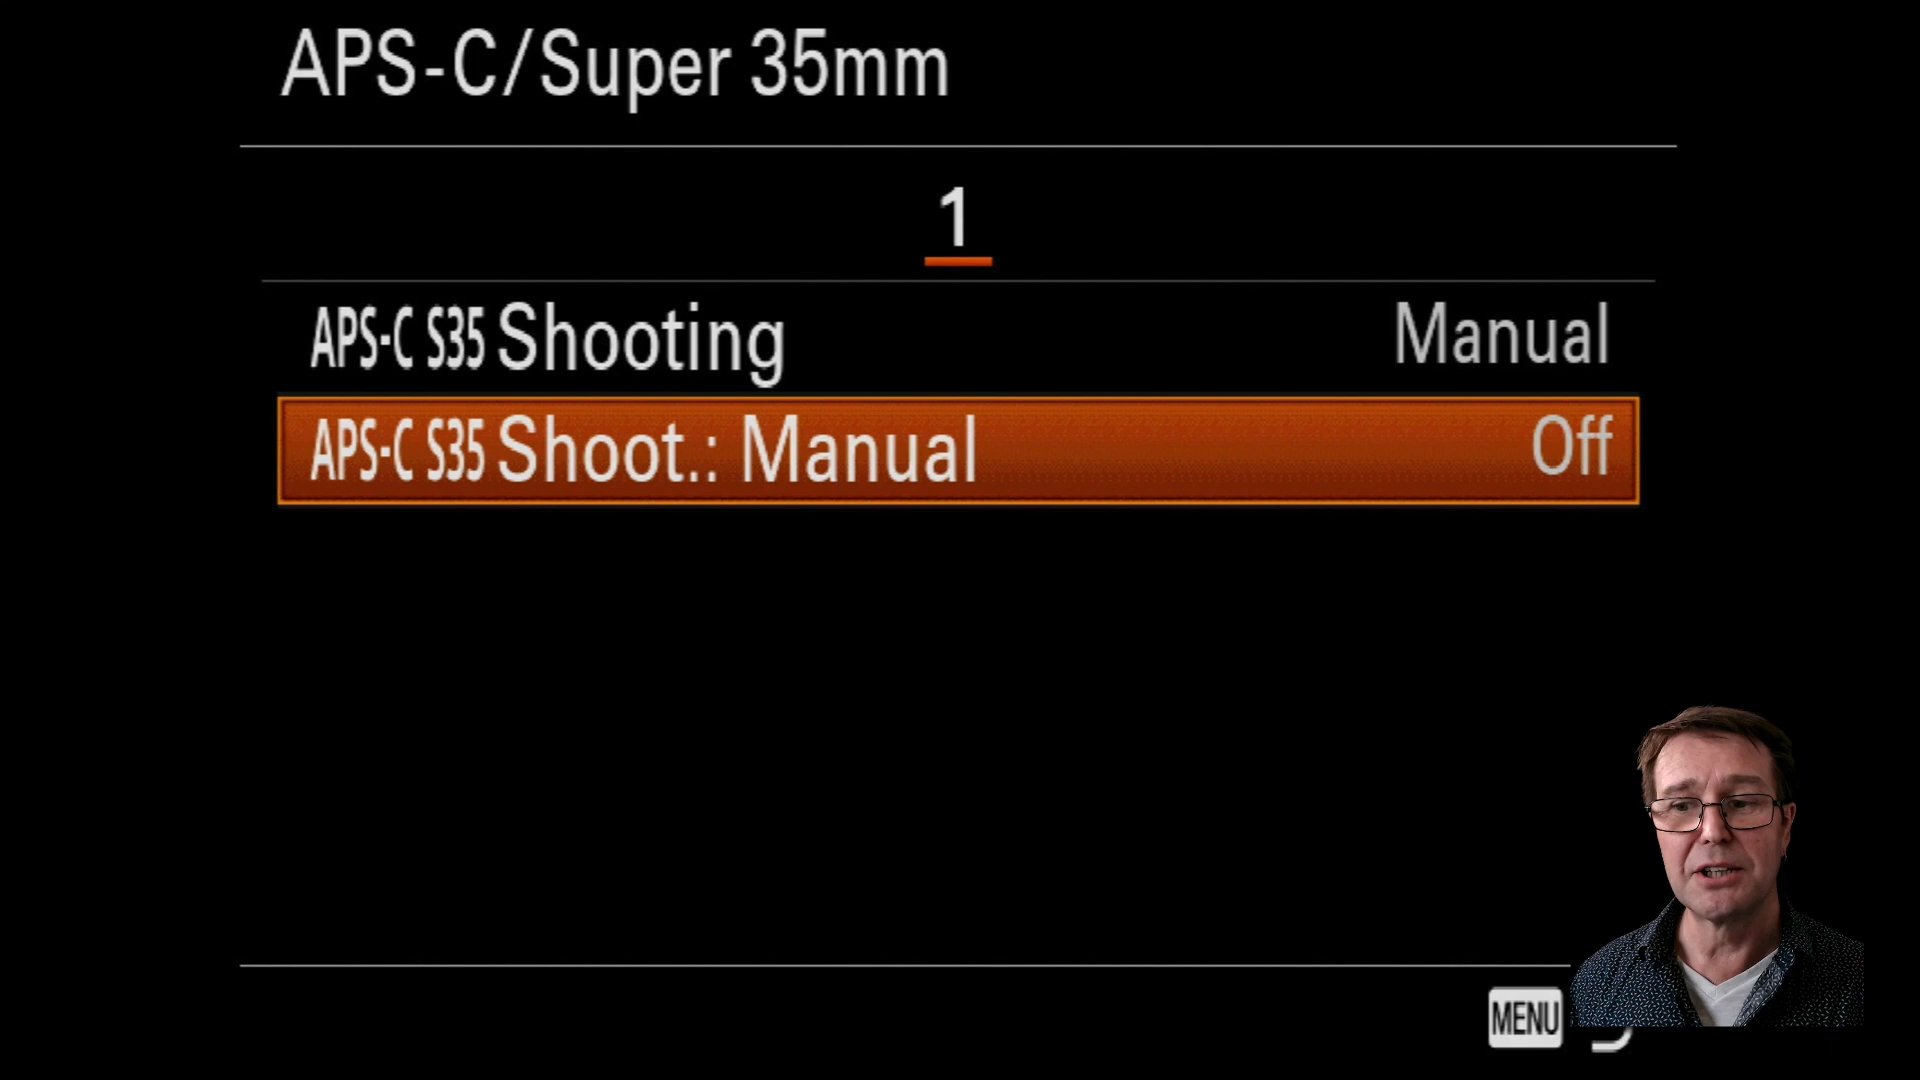 APS-C/Super 35mm
1
APS-C S35 Shooting Manual
APS-C S35 Shoot.: Manual Off
MENU